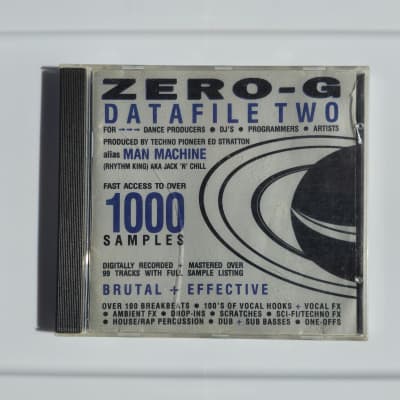 ZERO-G
DATAFILE TWO
FOR --- DANCE PRODUCERS • DJ'S • PROGRAMMERS • ARTISTS
PRODUCED BY TECHNO PIONEER ED STRATTON
alias MAN MACHINE
(RHYTHM KING) AKA JACK 'N' CHILL
FAST ACCESS TO OVER
1000
SAMPLES
DIGITALLY RECORDED + MASTERED OVER
99 TRACKS WITH FULL SAMPLE LISTING
BRUTAL + EFFECTIVE
OVER 100 BREAKBEATS • 100'S OF VOCAL HOOKS + VOCAL FX
• AMBIENT FX • DROP-INS • SCRATCHES • SCI-FI/TECHNO FX
• HOUSE/RAP PERCUSSION • DUB + SUB BASSES • ONE-OFFS